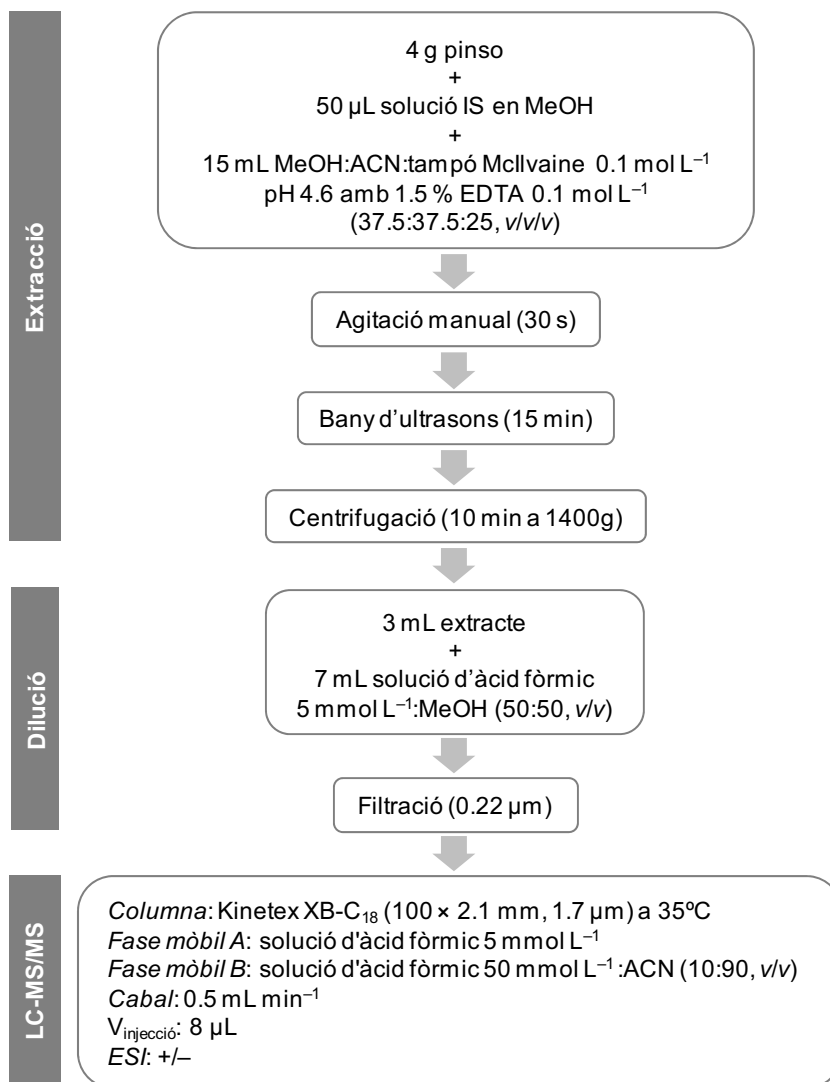 Extracció
4 g pinso
+
50 µL solució IS en MeOH
+
15 mL MeOH:ACN:tampó McIlvaine 0.1 mol L⁻¹
pH 4.6 amb 1.5 % EDTA 0.1 mol L⁻¹
(37.5:37.5:25, v/v/v)
Agitació manual (30 s)
Bany d'ultrasons (15 min)
Centrifugació (10 min a 1400g)
Dilució
3 mL extracte
+
7 mL solució d'àcid fòrmic
5 mmol L⁻¹:MeOH (50:50, v/v)
Filtració (0.22 µm)
LC-MS/MS
Columna: Kinetex XB-C₁₈ (100 × 2.1 mm, 1.7 µm) a 35ºC
Fase mòbil A: solució d'àcid fòrmic 5 mmol L⁻¹
Fase mòbil B: solució d'àcid fòrmic 50 mmol L⁻¹:ACN (10:90, v/v)
Cabal: 0.5 mL min⁻¹
Vinjecció: 8 µL
ESI: +/–